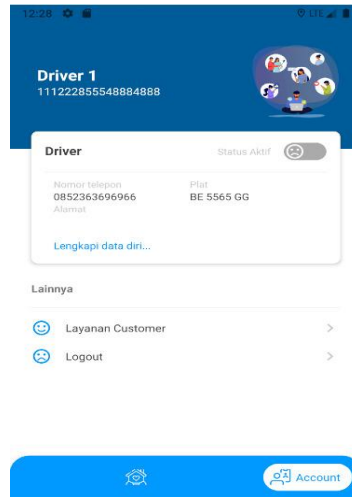 12:28 LTE
Driver 1
111222855548884888
Driver Status Aktif
Nomor telepon Plat
0852363696966 BE 5565 GG
Alamat
Lengkapi data diri...
Lainnya
Layanan Customer
Logout
Account